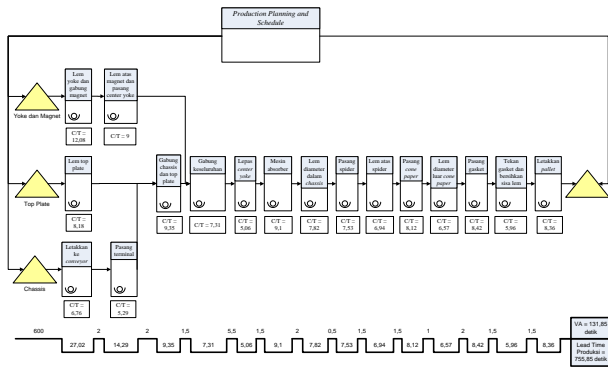 Production Planning and
Schedule
Lem
yoke dan
gabung
magnet
Lem atas
magnet dan
pasang
center yoke
Yoke dan Magnet
C/T =
12,08
C/T = 9
Lem top
plate
Gabung
chassis
dan top
plate
Gabung
keseluruhan
Lepas
center
yoke
Mesin
absorber
Lem
diameter
dalam
chassis
Pasang
spider
Lem atas
spider
Pasang
cone
paper
Lem
diameter
luar cone
paper
Pasang
gasket
Tekan
gasket dan
bersihkan
sisa lem
Letakkan
pallet
Top Plate
C/T =
8,18
C/T =
9,35
C/T = 7,31
C/T =
5,06
C/T =
9,1
C/T =
7,82
C/T =
7,53
C/T =
6,94
C/T =
8,12
C/T =
6,57
C/T =
8,42
C/T =
5,96
C/T =
8,36
Letakkan
ke
conveyor
Pasang
terminal
Chassis
C/T =
6,76
C/T =
5,29
600 2 2 1,5 5,5 1,5 2 0,5 1,5 1,5 1 2 1,5 1,5
27,02 14,29 9,35 7,31 5,06 9,1 7,82 7,53 6,94 8,12 6,57 8,42 5,96 8,36
VA = 131,85
detik
Lead Time
Produksi =
755,85 detik